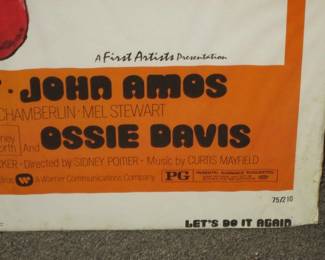 A First Artists Presentation
JOHN AMOS
CHAMBERLIN · MEL STEWART
And OSSIE DAVIS
Directed by SIDNEY POITIER · Music by CURTIS MAYFIELD
A Warner Communications Company
PG
75/210
LET'S DO IT AGAIN